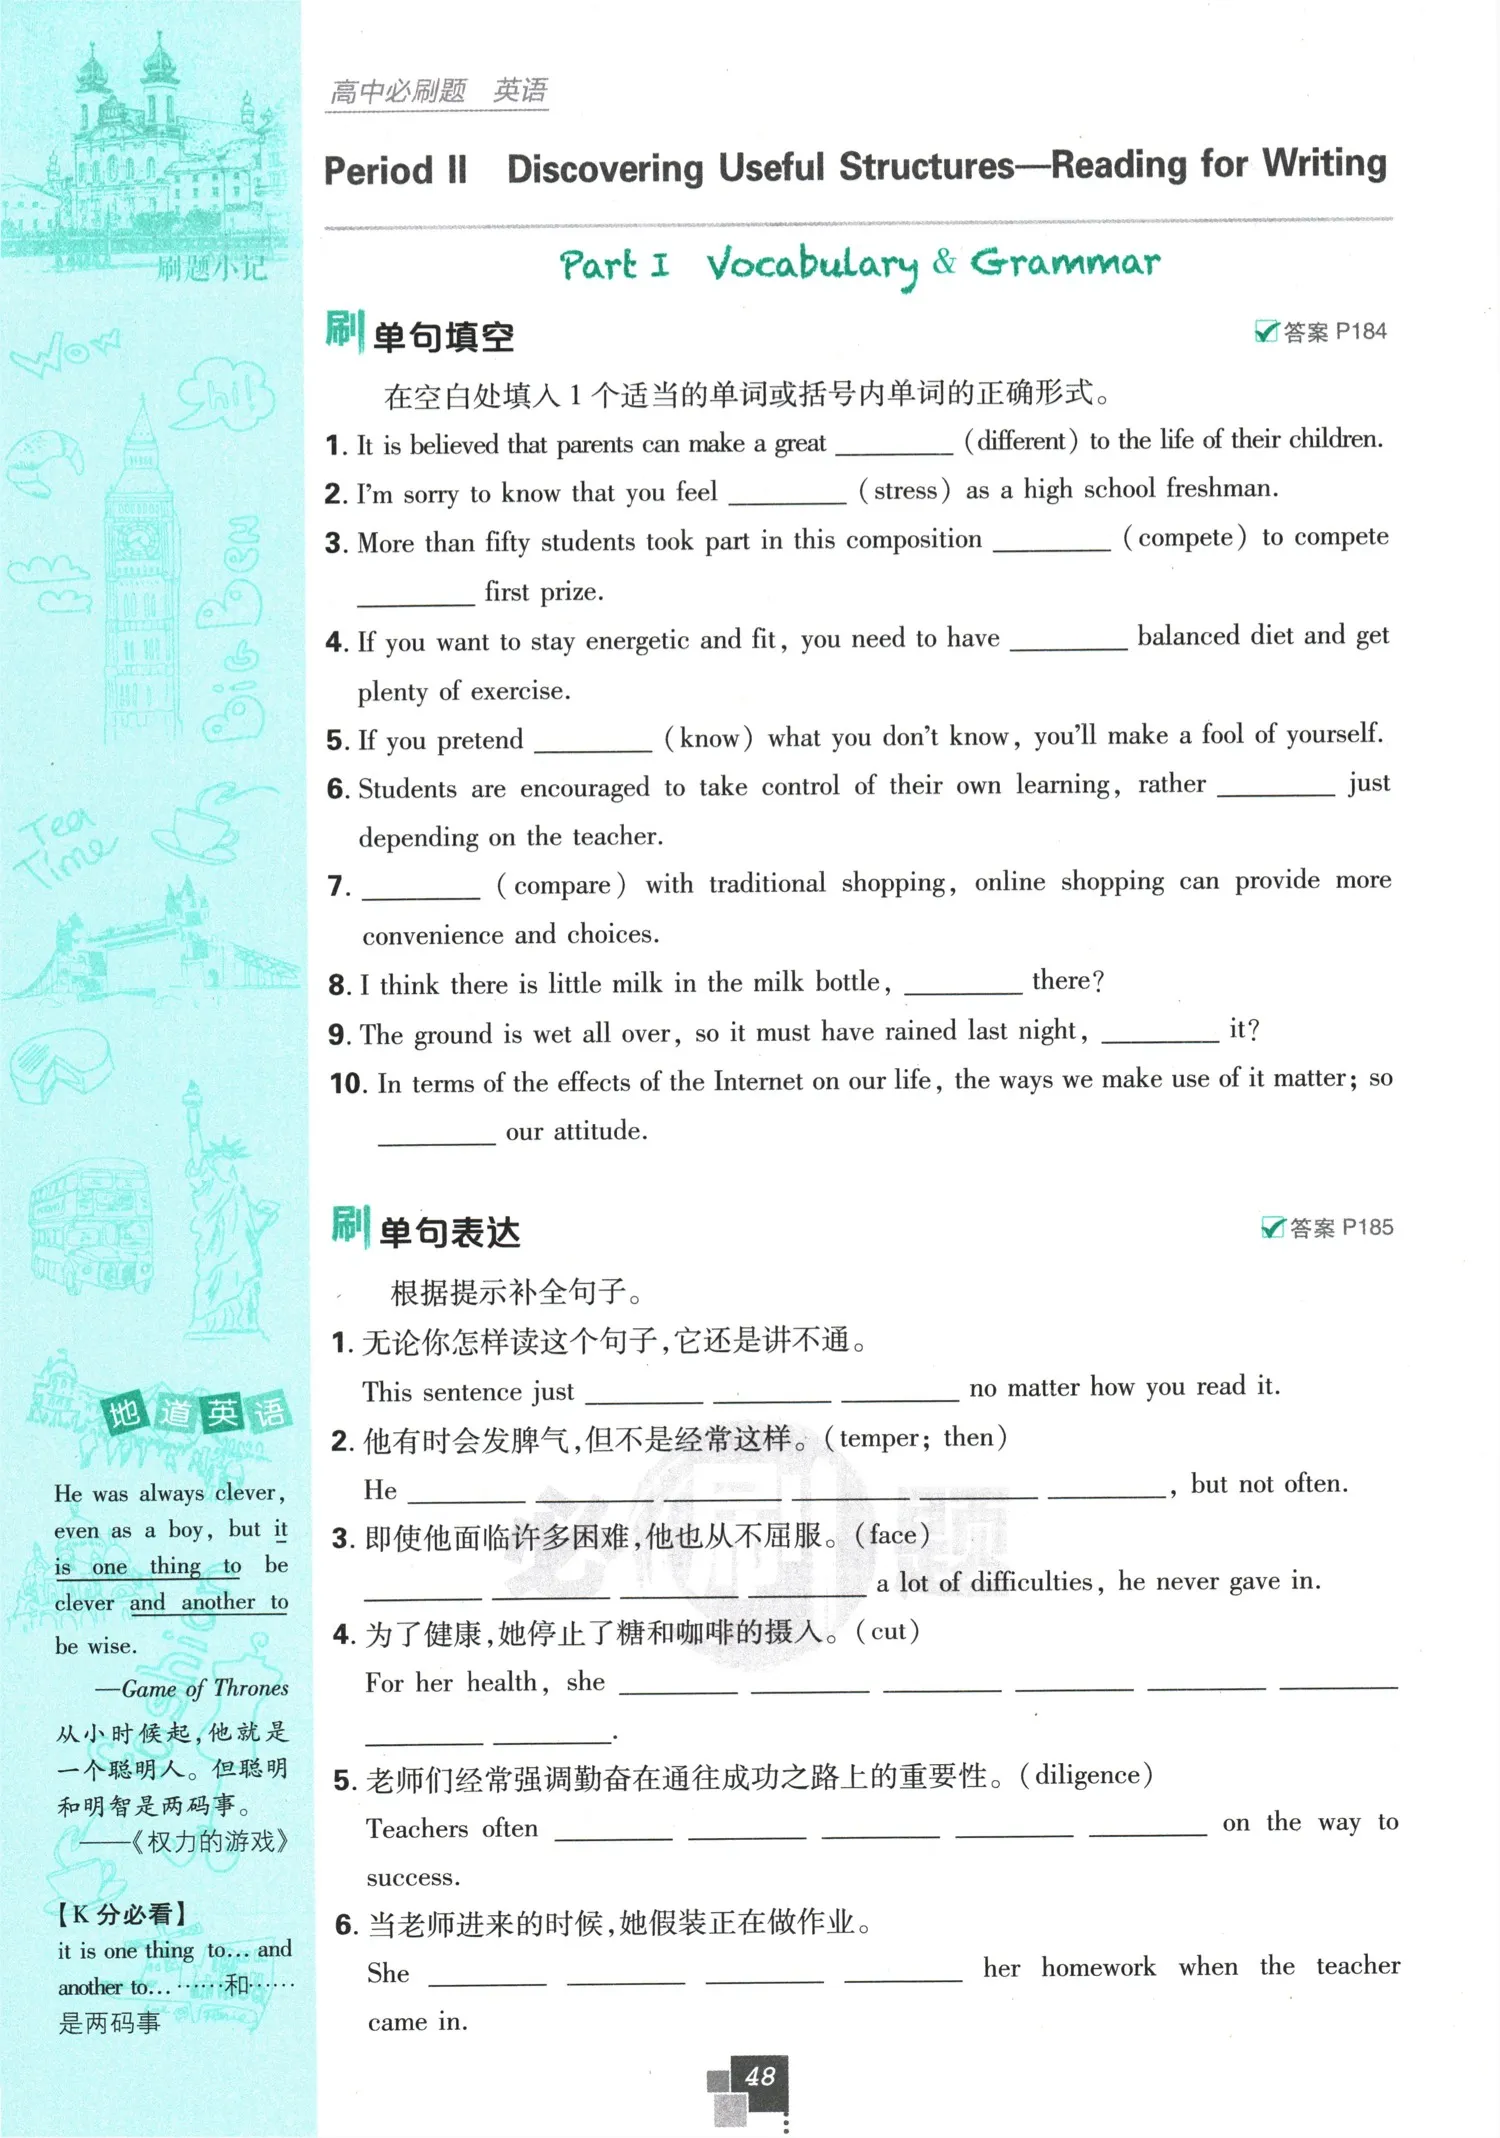 高中必刷题 英语
Period II Discovering Useful Structures—Reading for Writing
Part I Vocabulary & Grammar
刷题小记
刷 单句填空
答案 P184
在空白处填入 1 个适当的单词或括号内单词的正确形式。
1. It is believed that parents can make a great ________ (different) to the life of their children.
2. I'm sorry to know that you feel ________ (stress) as a high school freshman.
3. More than fifty students took part in this composition ________ (compete) to compete
________ first prize.
4. If you want to stay energetic and fit, you need to have ________ balanced diet and get
plenty of exercise.
5. If you pretend ________ (know) what you don't know, you'll make a fool of yourself.
6. Students are encouraged to take control of their own learning, rather ________ just
depending on the teacher.
7. ________ (compare) with traditional shopping, online shopping can provide more
convenience and choices.
8. I think there is little milk in the milk bottle, ________ there?
9. The ground is wet all over, so it must have rained last night, ________ it?
10. In terms of the effects of the Internet on our life, the ways we make use of it matter; so
________ our attitude.
刷 单句表达
答案 P185
根据提示补全句子。
1. 无论你怎样读这个句子,它还是讲不通。
This sentence just ________ ________ ________ no matter how you read it.
2. 他有时会发脾气,但不是经常这样。(temper; then)
He ________ ________ ________ ________ ________ ________, but not often.
3. 即使他面临许多困难,他也从不屈服。(face)
________ ________ ________ ________ a lot of difficulties, he never gave in.
4. 为了健康,她停止了糖和咖啡的摄入。(cut)
For her health, she ________ ________ ________ ________ ________ ________
________ ________.
5. 老师们经常强调勤奋在通往成功之路上的重要性。(diligence)
Teachers often ________ ________ ________ ________ ________ on the way to
success.
6. 当老师进来的时候,她假装正在做作业。
She ________ ________ ________ ________ her homework when the teacher
came in.
Wow
hi!
Big Ben
Tea
Time
地道英语
He was always clever,
even as a boy, but it
is one thing to be
clever and another to
be wise.
—Game of Thrones
从小时候起,他就是
一个聪明人。但聪明
和明智是两码事。
——《权力的游戏》
【K 分必看】
it is one thing to… and
another to… ……和……
是两码事
必刷题
48